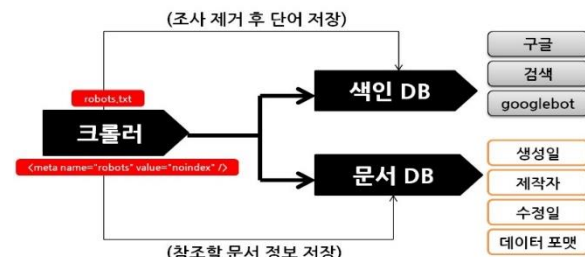 (조사 제거 후 단어 저장)
robots.txt
크롤러
<meta name="robots" value="noindex" />
색인 DB
구글
검색
googlebot
문서 DB
생성일
제작자
수정일
데이터 포맷
(참조할 문서 정보 저장)